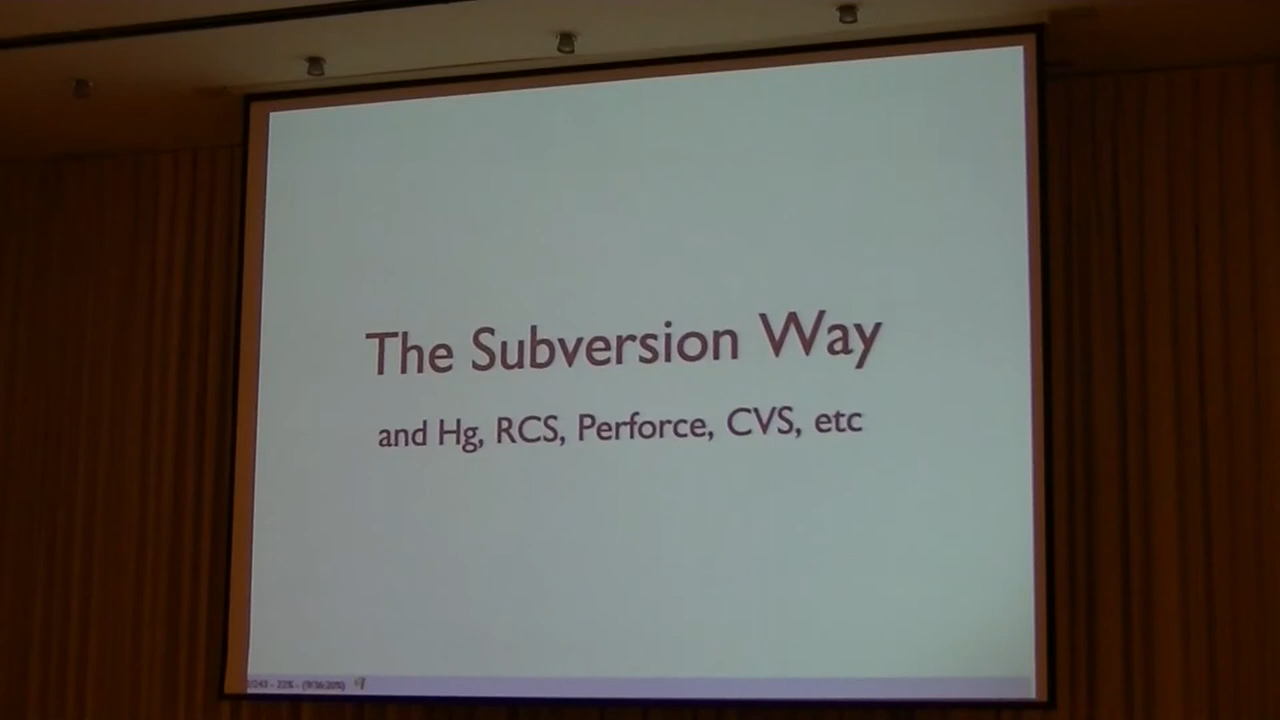 The Subversion Way
and Hg, RCS, Perforce, CVS, etc